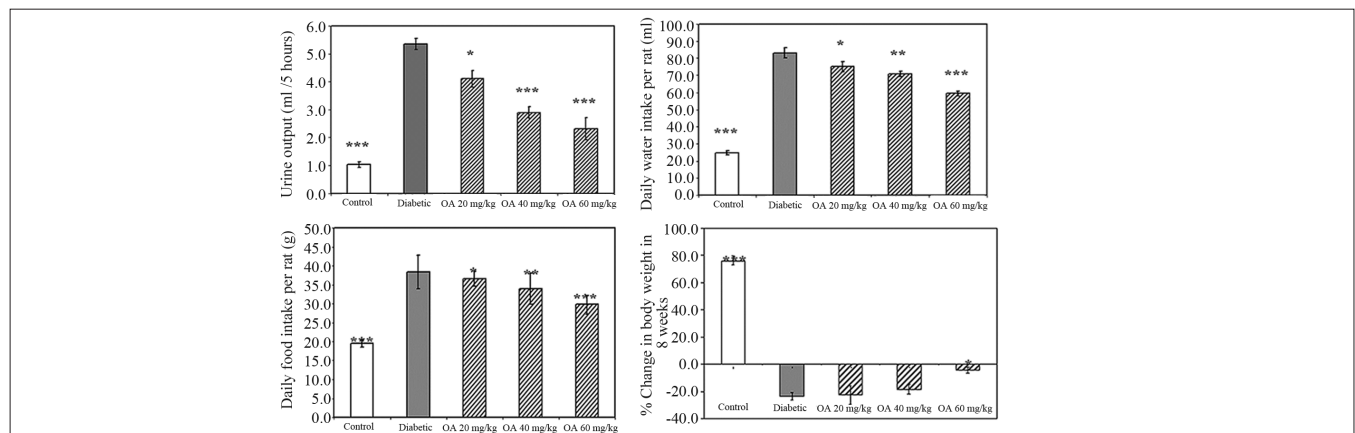 Urine output (ml /5 hours)
6.0
5.0
4.0
3.0
2.0
1.0
0.0
***
*
***
***
Control
Diabetic
OA 20 mg/kg
OA 40 mg/kg
OA 60 mg/kg
Daily water intake per rat (ml)
100.0
90.0
80.0
70.0
60.0
50.0
40.0
30.0
20.0
10.0
0.0
***
*
**
***
Control
Diabetic
OA 20 mg/kg
OA 40 mg/kg
OA 60 mg/kg
Daily food intake per rat (g)
50.0
45.0
40.0
35.0
30.0
25.0
20.0
15.0
10.0
5.0
0.0
***
*
**
***
Control
Diabetic
OA 20 mg/kg
OA 40 mg/kg
OA 60 mg/kg
% Change in body weight in
8 weeks
100.0
80.0
60.0
40.0
20.0
0.0
-20.0
-40.0
***
*
Control
Diabetic
OA 20 mg/kg
OA 40 mg/kg
OA 60 mg/kg